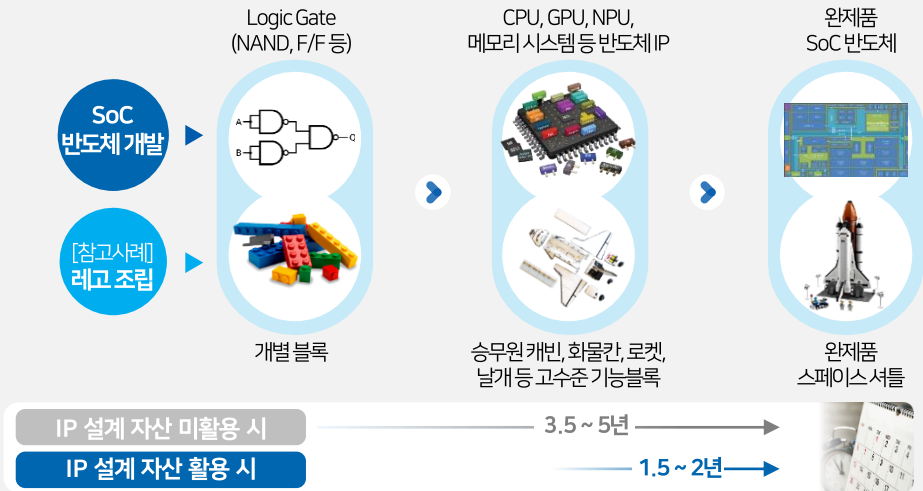 Logic Gate
(NAND, F/F 등)
CPU, GPU, NPU,
메모리 시스템 등 반도체 IP
완제품
SoC 반도체
SoC
반도체 개발
A
B
Q
[참고사례]
레고 조립
개별 블록
승무원 캐빈, 화물칸, 로켓,
날개 등 고수준 기능블록
완제품
스페이스 셔틀
IP 설계 자산 미활용 시
3.5 ~ 5년
IP 설계 자산 활용 시
1.5 ~ 2년